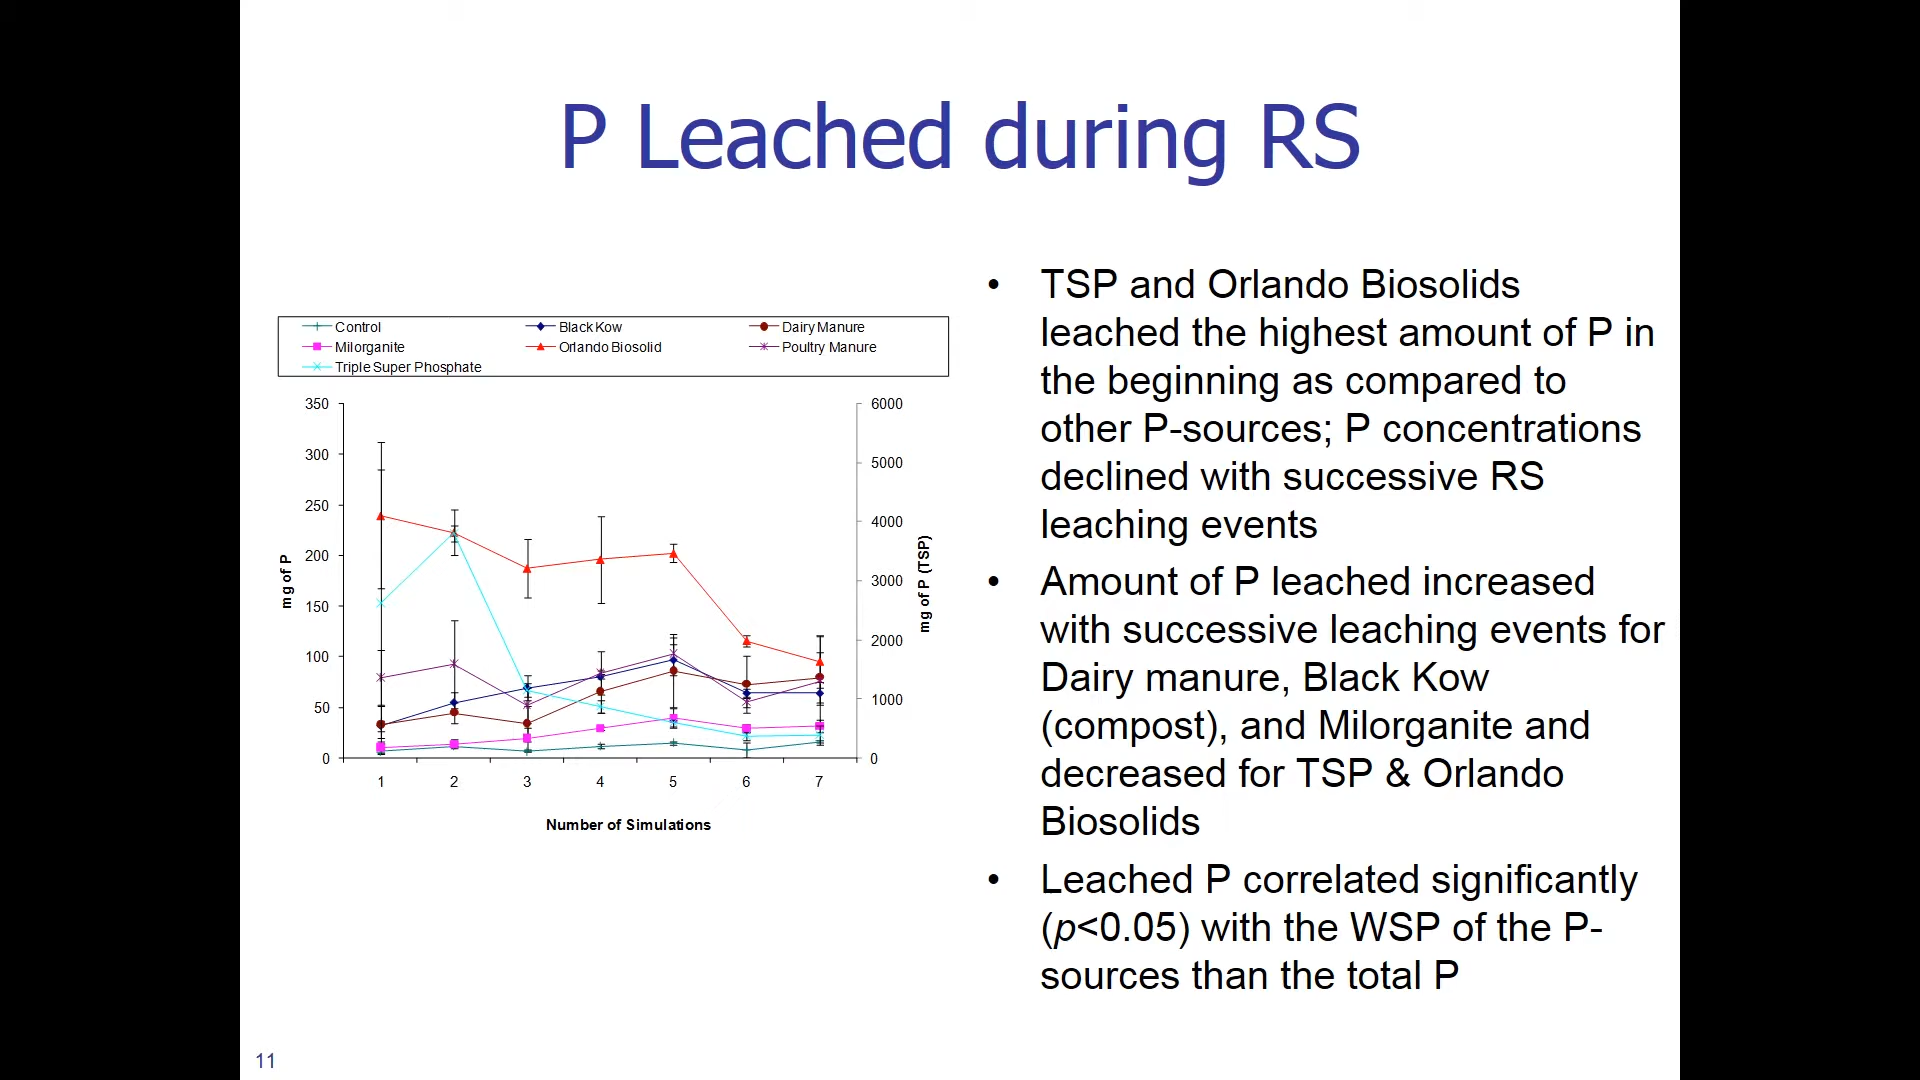 P Leached during RS
Control
Black Kow
Dairy Manure
Milorganite
Orlando Biosolid
Poultry Manure
Triple Super Phosphate
350
300
250
200
150
100
50
0
mg of P
6000
5000
4000
3000
2000
1000
0
mg of P (TSP)
1 2 3 4 5 6 7
Number of Simulations
• TSP and Orlando Biosolids
leached the highest amount of P in
the beginning as compared to
other P-sources; P concentrations
declined with successive RS
leaching events
• Amount of P leached increased
with successive leaching events for
Dairy manure, Black Kow
(compost), and Milorganite and
decreased for TSP & Orlando
Biosolids
• Leached P correlated significantly
(p<0.05) with the WSP of the P-
sources than the total P
11